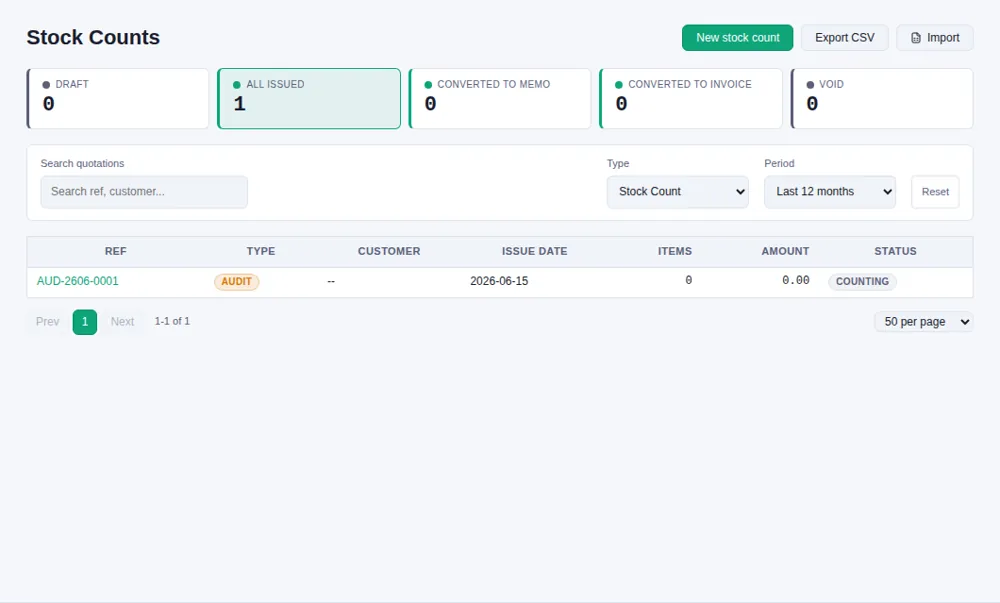 Stock Counts
New stock count
Export CSV
Import
DRAFT
0
ALL ISSUED
1
CONVERTED TO MEMO
0
CONVERTED TO INVOICE
0
VOID
0
Search quotations
Search ref, customer...
Type
Stock Count
Period
Last 12 months
Reset
REF TYPE CUSTOMER ISSUE DATE ITEMS AMOUNT STATUS
AUD-2606-0001 AUDIT -- 2026-06-15 0 0.00 COUNTING
Prev 1 Next 1-1 of 1 50 per page